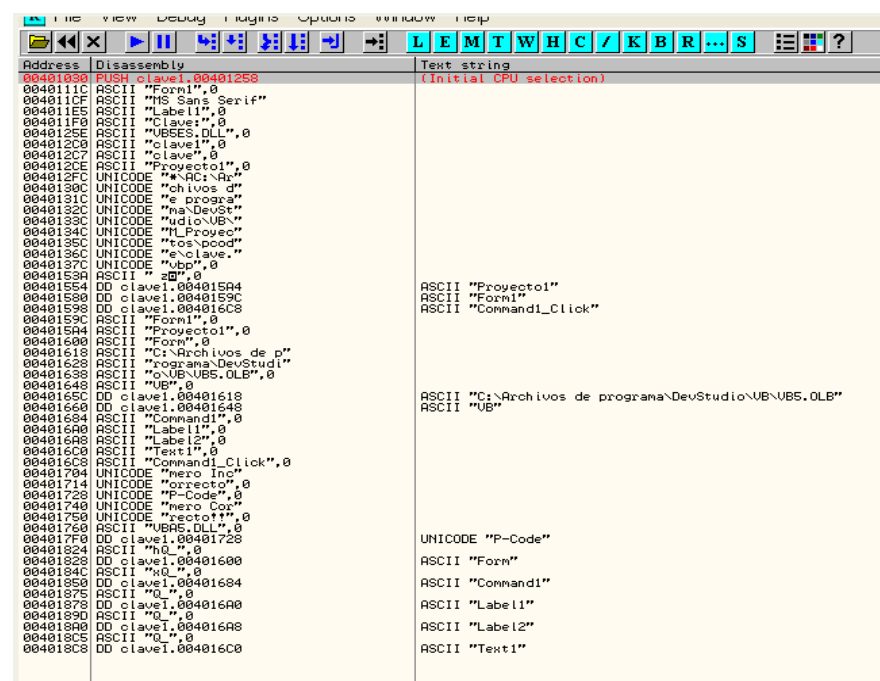 File View Debug Plugins Options Window Help
L E M T W H C / K B R ... S ?
Address Disassembly Text string
00401030 PUSH clave1.00401258 (Initial CPU selection)
0040111C ASCII "Form1",0
004011CF ASCII "MS Sans Serif"
004011E5 ASCII "Label1",0
004011F0 ASCII "Clave:",0
0040125E ASCII "VB5ES.DLL",0
004012C0 ASCII "clave1",0
004012C7 ASCII "clave",0
004012CE ASCII "Proyecto1",0
004012FC UNICODE "*\AC:\Ar"
0040130C UNICODE "chivos d"
0040131C UNICODE "e progra"
0040132C UNICODE "ma\DevSt"
0040133C UNICODE "udio\VB\"
0040134C UNICODE "M_Proyec"
0040135C UNICODE "tos\pcod"
0040136C UNICODE "e\clave."
0040137C UNICODE "vbp",0
0040153A ASCII " z",0
00401554 DD clave1.004015A4 ASCII "Proyecto1"
00401580 DD clave1.0040159C ASCII "Form1"
00401598 DD clave1.004016C8 ASCII "Command1_Click"
0040159C ASCII "Form1",0
004015A4 ASCII "Proyecto1",0
00401600 ASCII "Form",0
00401618 ASCII "C:\Archivos de p"
00401628 ASCII "rograma\DevStudi"
00401638 ASCII "o\VB\VB5.OLB",0
00401648 ASCII "VB",0
0040165C DD clave1.00401618 ASCII "C:\Archivos de programa\DevStudio\VB\VB5.OLB"
00401660 DD clave1.00401648 ASCII "VB"
00401684 ASCII "Command1",0
004016A0 ASCII "Label1",0
004016A8 ASCII "Label2",0
004016C0 ASCII "Text1",0
004016C8 ASCII "Command1_Click",0
00401704 UNICODE "mero Inc"
00401714 UNICODE "orrecto",0
00401728 UNICODE "P-Code",0
00401740 UNICODE "mero Cor"
00401750 UNICODE "recto!!",0
00401760 ASCII "VBA5.DLL",0
004017F0 DD clave1.00401728 UNICODE "P-Code"
00401824 ASCII "hQ_",0
00401828 DD clave1.00401600 ASCII "Form"
0040184C ASCII "xQ_",0
00401850 DD clave1.00401684 ASCII "Command1"
00401875 ASCII "Q_",0
00401878 DD clave1.004016A0 ASCII "Label1"
0040189D ASCII "Q_",0
004018A0 DD clave1.004016A8 ASCII "Label2"
004018C5 ASCII "Q_",0
004018C8 DD clave1.004016C0 ASCII "Text1"